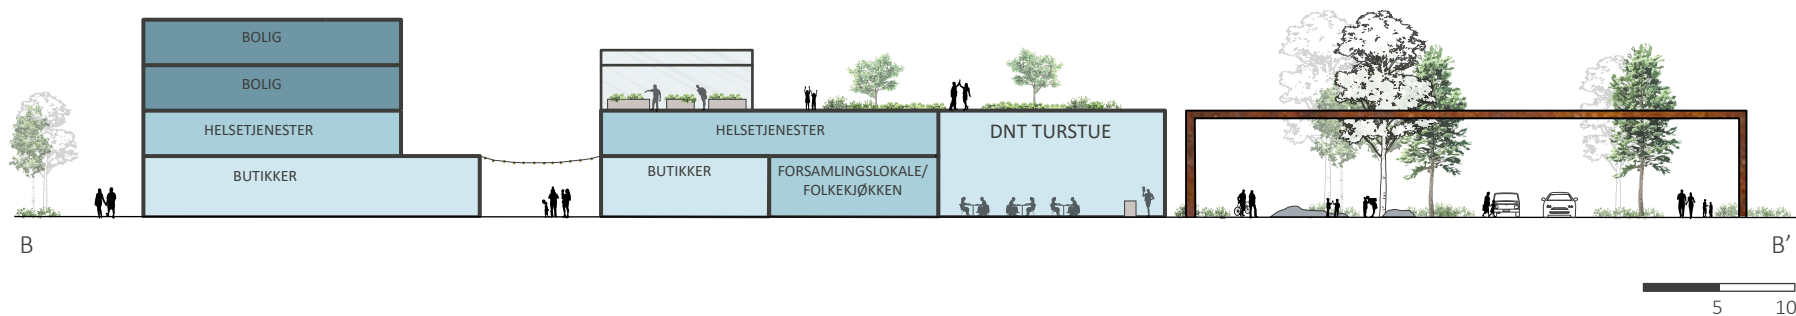 BOLIG
BOLIG
HELSETJENESTER
BUTIKKER
HELSETJENESTER
BUTIKKER
FORSAMLINGSLOKALE/
FOLKEKJØKKEN
DNT TURSTUE
B
B’
5
10